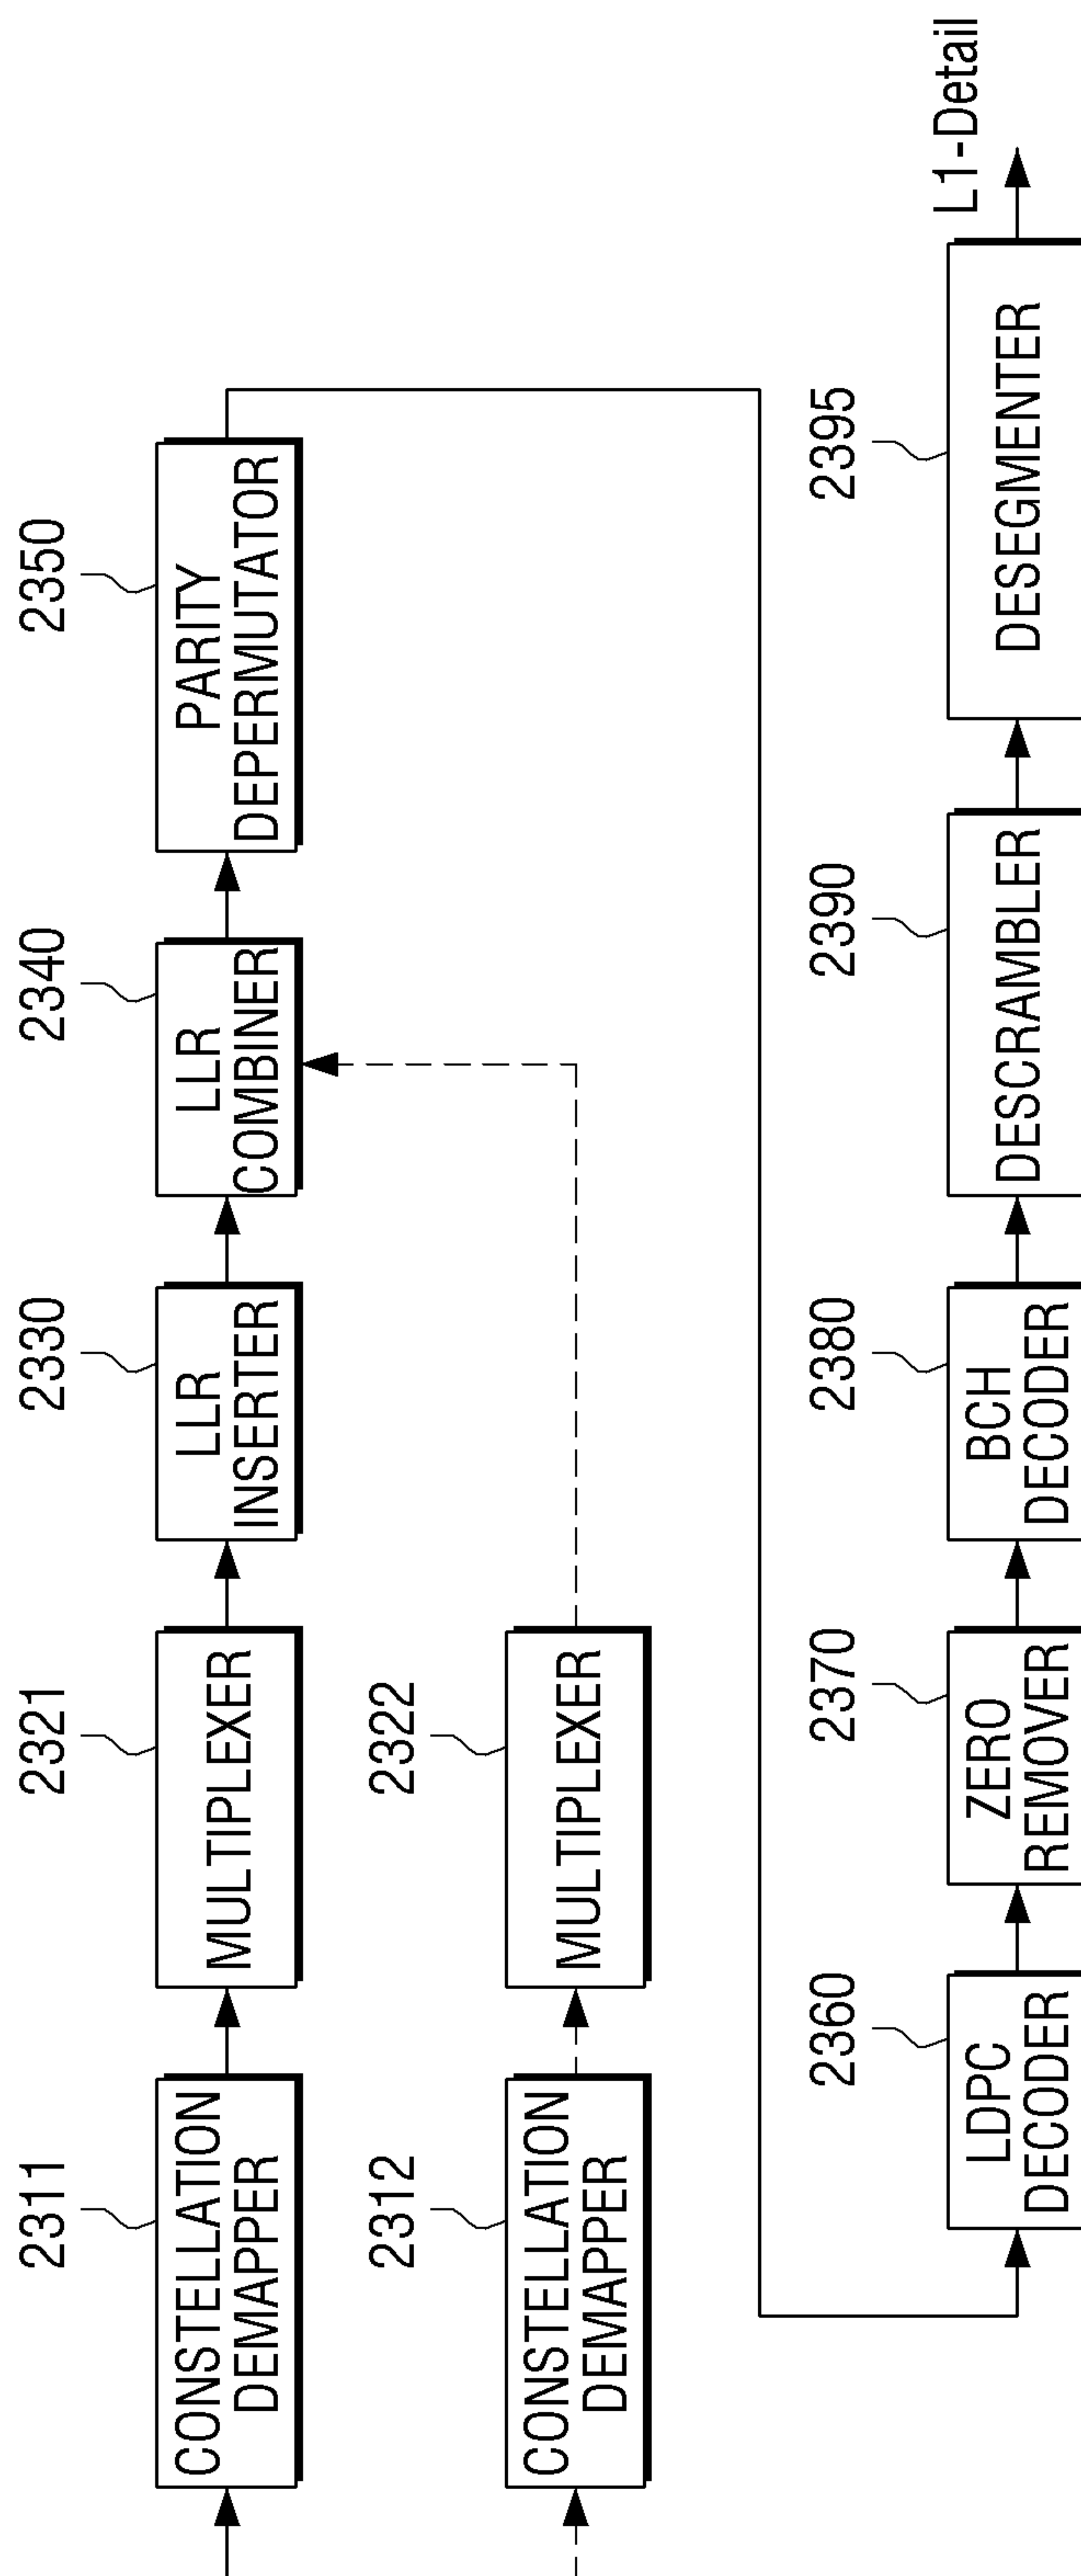 2311
CONSTELLATION
DEMAPPER
2321
MULTIPLEXER
2330
LLR
INSERTER
2340
LLR
COMBINER
2350
PARITY
DEPERMUTATOR
2312
CONSTELLATION
DEMAPPER
2322
MULTIPLEXER
2360
LDPC
DECODER
2370
ZERO
REMOVER
2380
BCH
DECODER
2390
DESCRAMBLER
2395
DESEGMENTER
L1-Detail